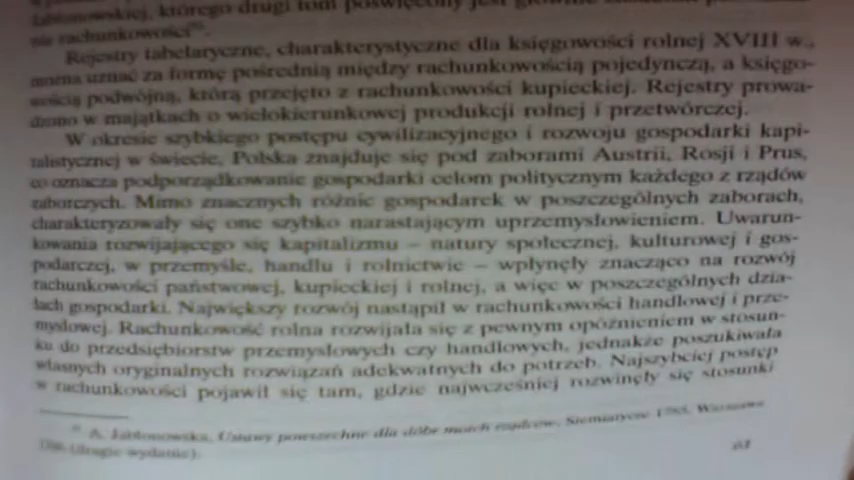 Jabłonowskiej, którego drugi tom poświęcony jest głównie
nia rachunkowości
Rejestry tabelaryczne, charakterystyczne dla księgowości rolnej XVIII w.,
można uznać za formę pośrednią między rachunkowością pojedynczą, a księgo-
wością podwójną, którą przejęto z rachunkowości kupieckiej. Rejestry prowa-
dzono w majątkach o wielokierunkowej produkcji rolnej i przetwórczej.
W okresie szybkiego postępu cywilizacyjnego i rozwoju gospodarki kapi-
talistycznej w świecie, Polska znajduje się pod zaborami Austrii, Rosji i Prus,
co oznacza podporządkowanie gospodarki celom politycznym każdego z rządów
zaborczych. Mimo znacznych różnic gospodarek w poszczególnych zaborach,
charakteryzowały się one szybko narastającym uprzemysłowieniem. Uwarun-
kowania rozwijającego się kapitalizmu – natury społecznej, kulturowej i gos-
podarczej, w przemyśle, handlu i rolnictwie – wpłynęły znacząco na rozwój
rachunkowości państwowej, kupieckiej i rolnej, a więc w poszczególnych dzia-
łach gospodarki. Największy rozwój nastąpił w rachunkowości handlowej i prze-
mysłowej. Rachunkowość rolna rozwijała się z pewnym opóźnieniem w stosun-
ku do przedsiębiorstw przemysłowych czy handlowych, jednakże poszukiwała
własnych oryginalnych rozwiązań adekwatnych do potrzeb. Najszybciej postęp
w rachunkowości pojawił się tam, gdzie najwcześniej rozwinęły się stosunki
A. Jabłonowska, Ustawy powszechne dla dóbr moich rządców, Siemiatycze Warszawa
(drugie wydanie).